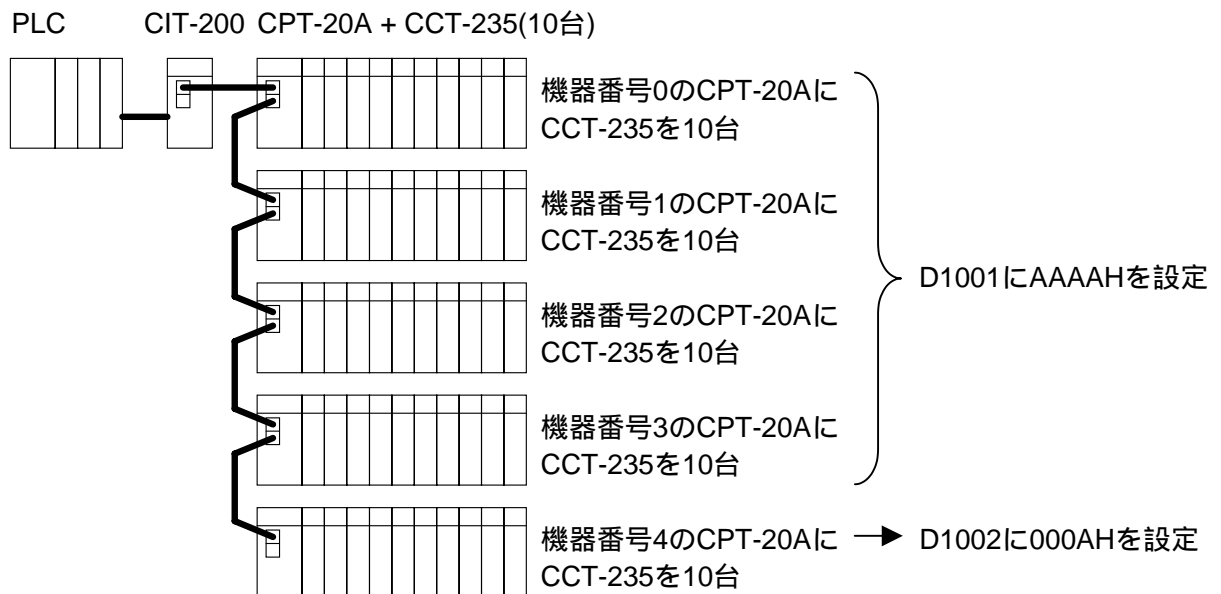 PLC CIT-200 CPT-20A + CCT-235(10台)
機器番号0のCPT-20Aに
CCT-235を10台
機器番号1のCPT-20Aに
CCT-235を10台
機器番号2のCPT-20Aに
CCT-235を10台
機器番号3のCPT-20Aに
CCT-235を10台
D1001にAAAAHを設定
機器番号4のCPT-20Aに
CCT-235を10台
D1002に000AHを設定